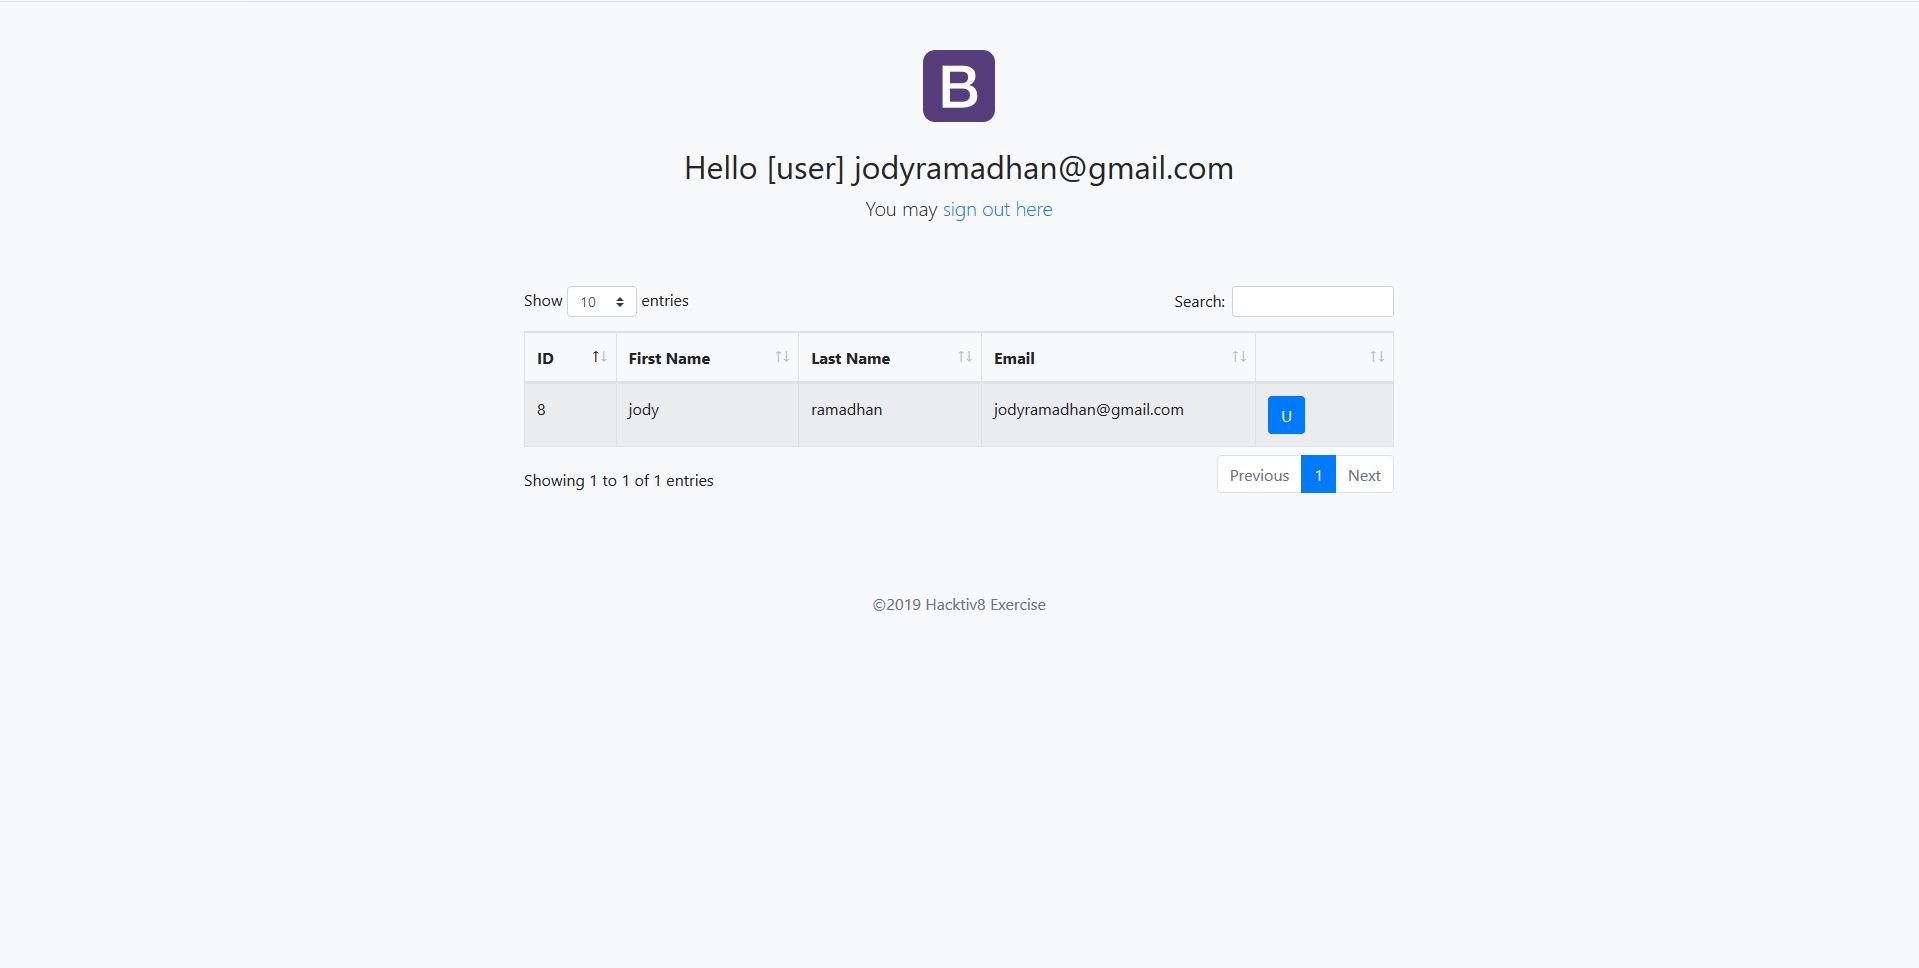 B
Hello [user] jodyramadhan@gmail.com
You may sign out here
Show 10 entries Search:
ID First Name Last Name Email
8 jody ramadhan jodyramadhan@gmail.com U
Showing 1 to 1 of 1 entries Previous 1 Next
©2019 Hacktiv8 Exercise